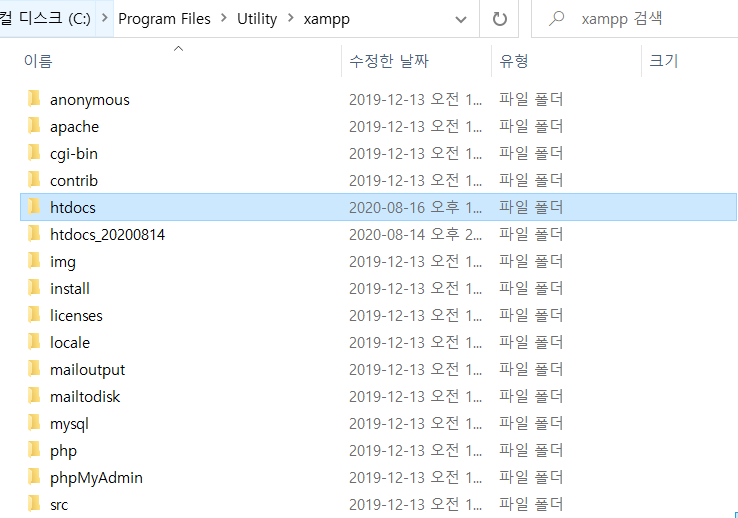 컬 디스크 (C:) > Program Files > Utility > xampp
xampp 검색
이름 수정한 날짜 유형 크기
anonymous 2019-12-13 오전 1... 파일 폴더
apache 2019-12-13 오전 1... 파일 폴더
cgi-bin 2019-12-13 오전 1... 파일 폴더
contrib 2019-12-13 오전 1... 파일 폴더
htdocs 2020-08-16 오후 1... 파일 폴더
htdocs_20200814 2020-08-14 오후 2... 파일 폴더
img 2019-12-13 오전 1... 파일 폴더
install 2019-12-13 오전 1... 파일 폴더
licenses 2019-12-13 오전 1... 파일 폴더
locale 2019-12-13 오전 1... 파일 폴더
mailoutput 2019-12-13 오전 1... 파일 폴더
mailtodisk 2019-12-13 오전 1... 파일 폴더
mysql 2019-12-13 오전 1... 파일 폴더
php 2019-12-13 오전 1... 파일 폴더
phpMyAdmin 2019-12-13 오전 1... 파일 폴더
src 2019-12-13 오전 1... 파일 폴더